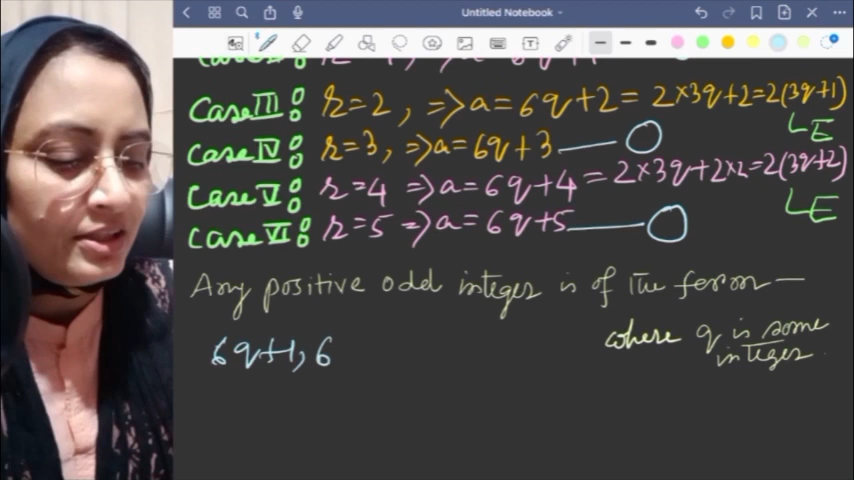 Untitled Notebook
Case III: r=2, => a = 6q+2 = 2×3q+2=2(3q+1)
E
Case IV: r=3, => a=6q+3 — O
Case V: r=4 => a=6q+4 = 2×3q+2×2=2(3q+2)
E
Case VI: r=5 => a=6q+5 — O
Any positive odd integer is of the form —
6q+1, 6
where q is some
integer.